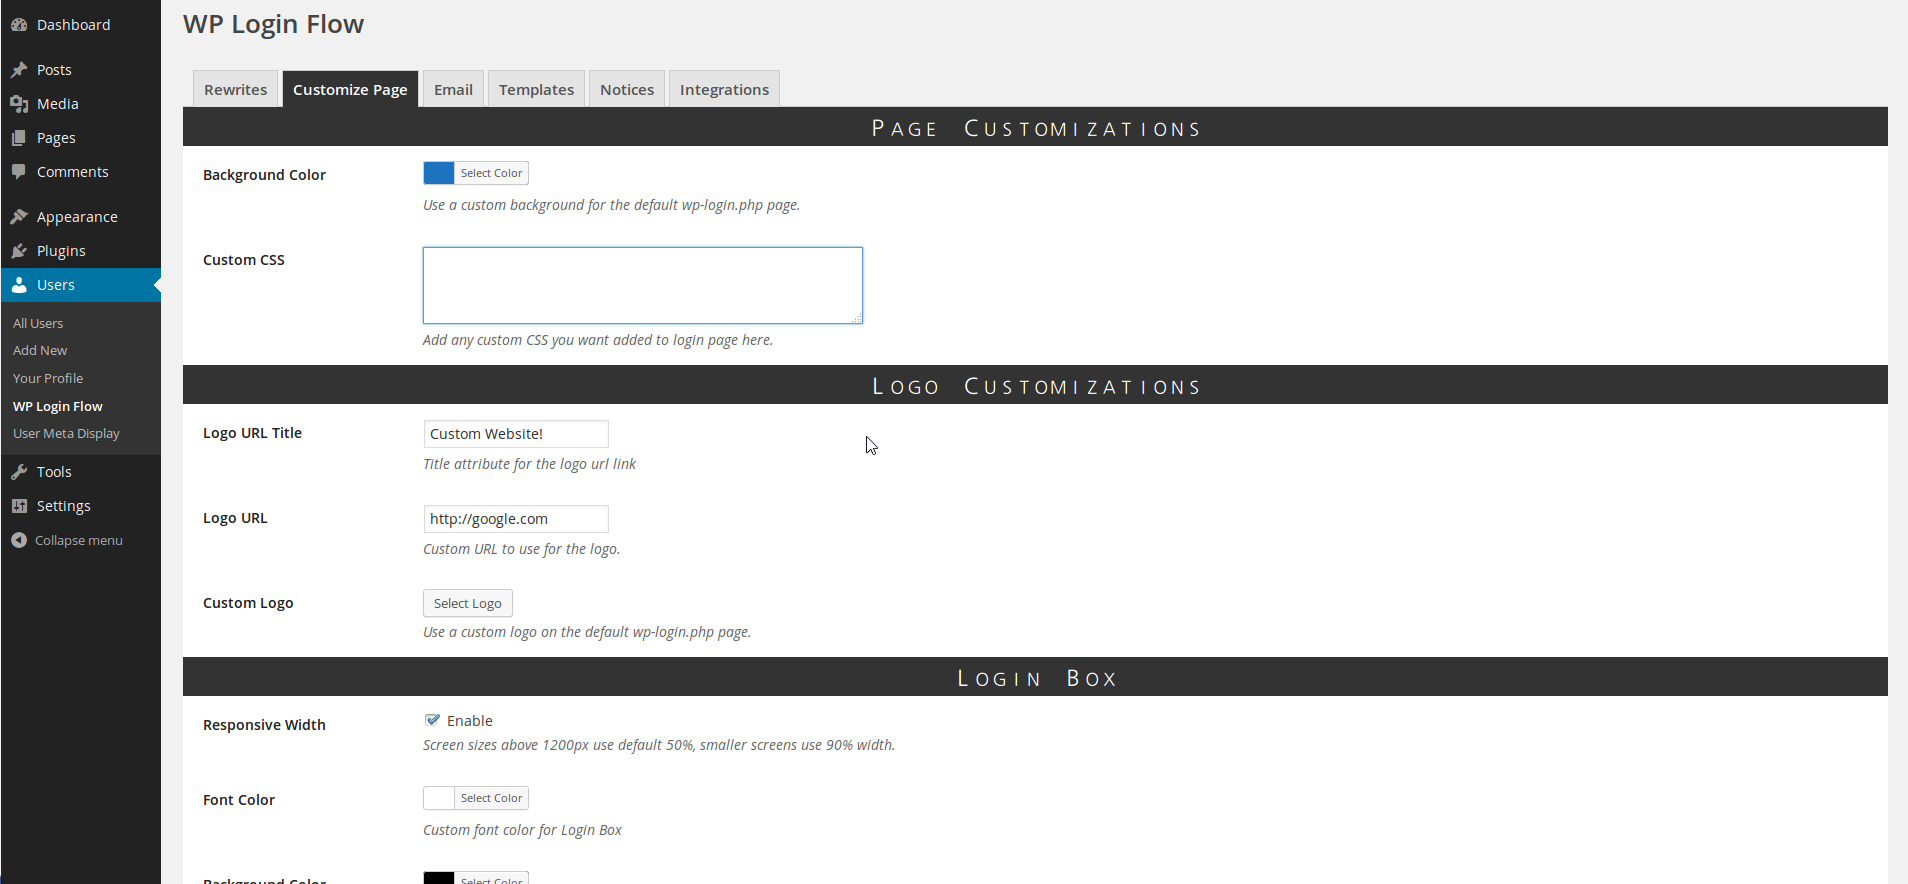 WP Login Flow
Dashboard
Posts
Media
Pages
Comments
Appearance
Plugins
Users
All Users
Add New
Your Profile
WP Login Flow
User Meta Display
Tools
Settings
Collapse menu
Rewrites Customize Page Email Templates Notices Integrations
Page Customizations
Background Color Select Color
Use a custom background for the default wp-login.php page.
Custom CSS
Add any custom CSS you want added to login page here.
Logo Customizations
Logo URL Title Custom Website!
Title attribute for the logo url link
Logo URL http://google.com
Custom URL to use for the logo.
Custom Logo Select Logo
Use a custom logo on the default wp-login.php page.
Login Box
Responsive Width Enable
Screen sizes above 1200px use default 50%, smaller screens use 90% width.
Font Color Select Color
Custom font color for Login Box
Background Color Select Color